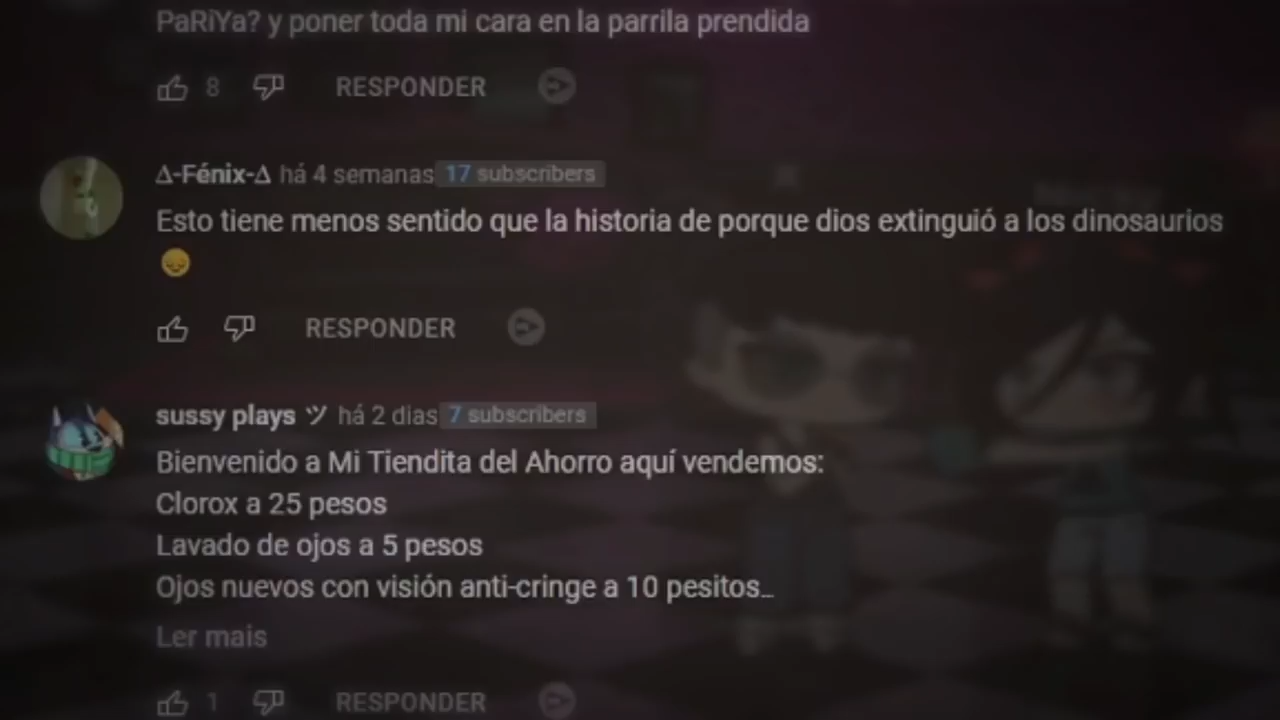 PaRiYa? y poner toda mi cara en la parrila prendida
8 RESPONDER
Δ-Fénix-Δ há 4 semanas 17 subscribers
Esto tiene menos sentido que la historia de porque dios extinguió a los dinosaurios
😔
RESPONDER
sussy plays ツ há 2 dias 7 subscribers
Bienvenido a Mi Tiendita del Ahorro aquí vendemos:
Clorox a 25 pesos
Lavado de ojos a 5 pesos
Ojos nuevos con visión anti-cringe a 10 pesitos_
Ler mais
1 RESPONDER